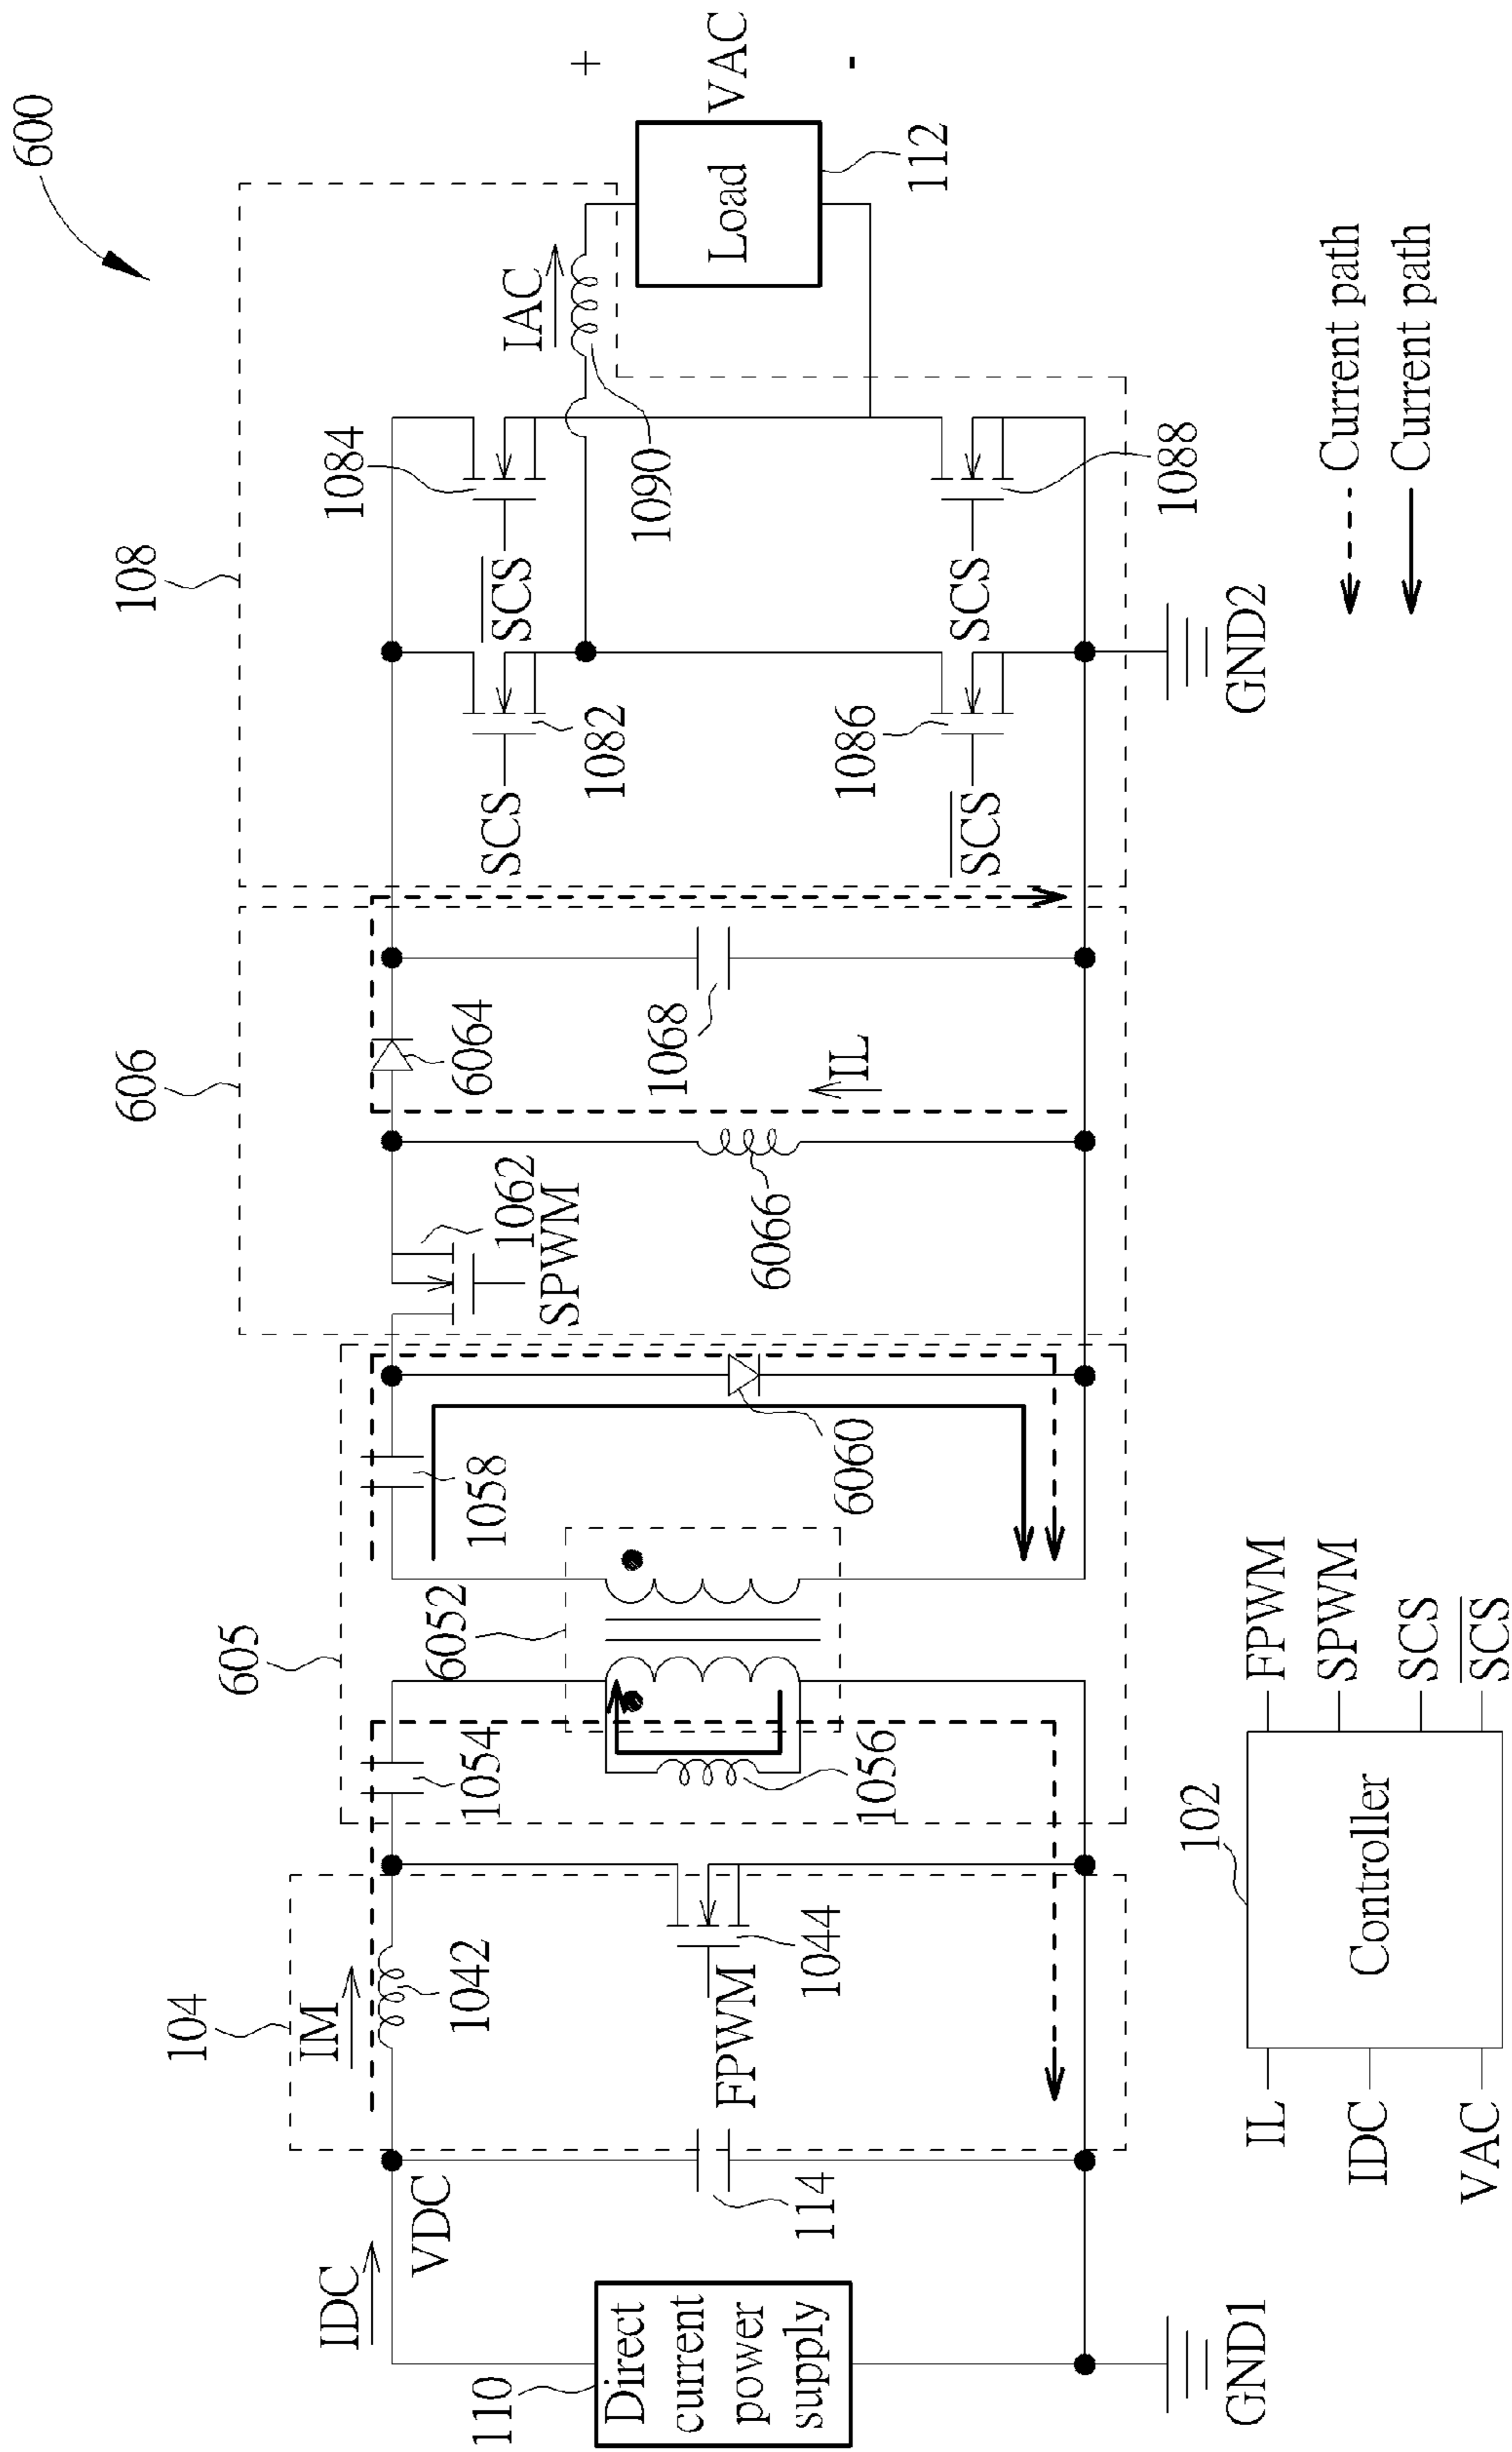 600
108
606
605
104
IAC
+
VAC
-
Load
112
1084
1090
SCS
SCS
1082
1088
SCS
1086
SCS
GND2
6064
1068
IL
6066
1062
SPWM
1058
6060
6052
1054
1056
IM
1042
FPWM
1044
IDC
VDC
114
110
Direct
current
power
supply
GND1
102
Controller
IL
IDC
VAC
FPWM
SPWM
SCS
SCS
Current path
Current path